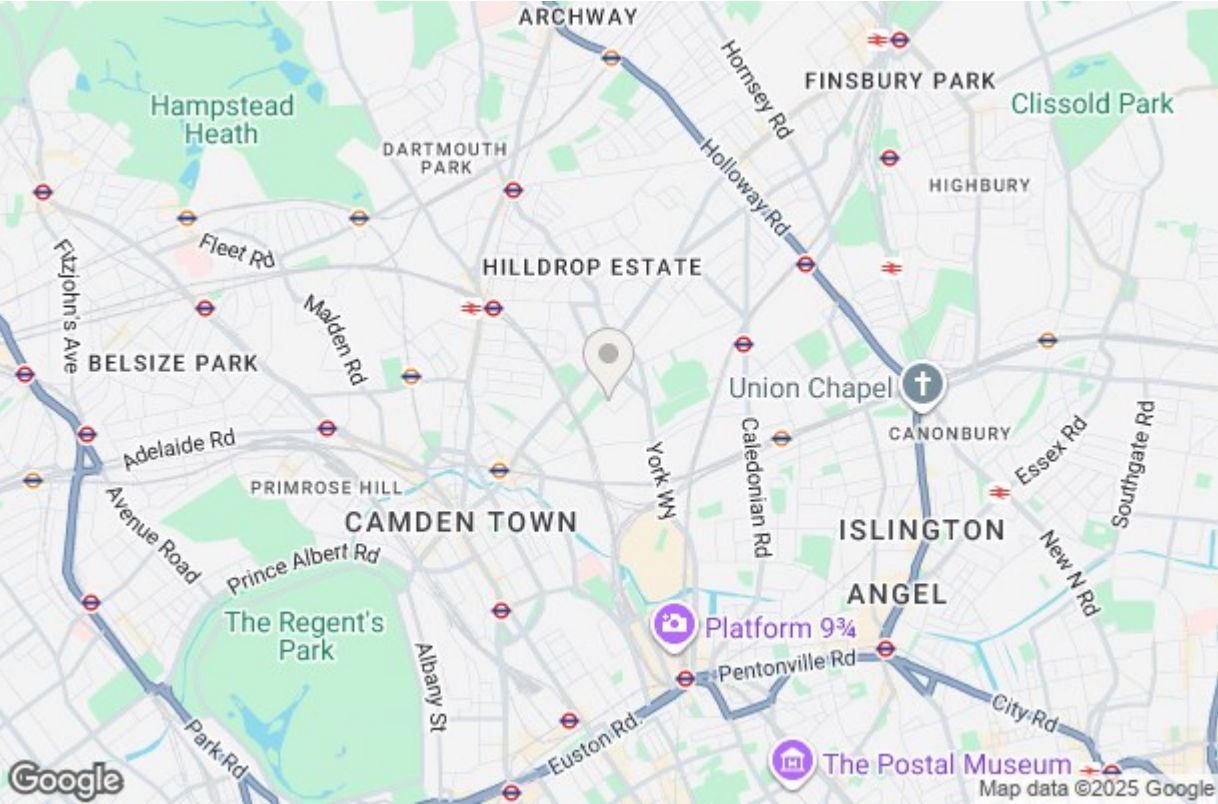 ARCHWAY
Hornsey Rd
FINSBURY PARK
Hampstead
Heath
Clissold Park
DARTMOUTH
PARK
Holloway Rd
HIGHBURY
Fitzjohn's Ave
Fleet Rd
HILLDROP ESTATE
Malden Rd
BELSIZE PARK
Union Chapel
Adelaide Rd
York Wy
Caledonian Rd
CANONBURY
Essex Rd
Southgate Rd
PRIMROSE HILL
Avenue Road
CAMDEN TOWN
ISLINGTON
Prince Albert Rd
New N Rd
ANGEL
The Regent's
Park
Platform 9¾
Albany St
Pentonville Rd
Park Rd
Euston Rd
City Rd
The Postal Museum
Google
Map data ©2025 Google